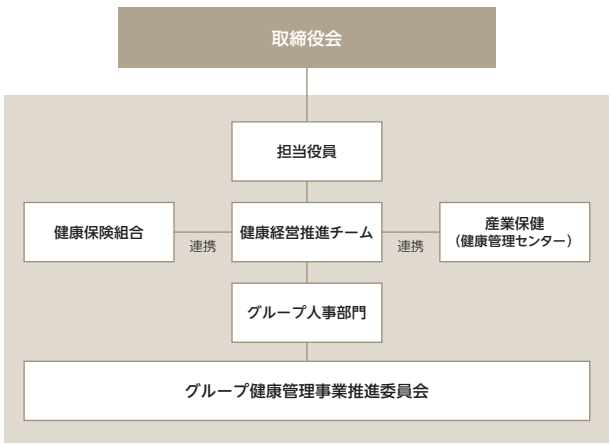 取締役会
担当役員
健康保険組合
連携
健康経営推進チーム
連携
産業保健
（健康管理センター）
グループ人事部門
グループ健康管理事業推進委員会